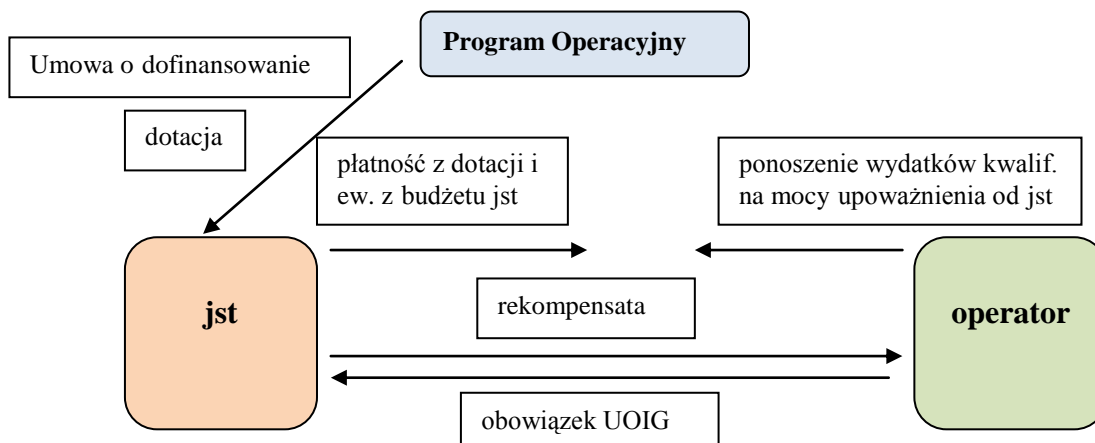 Program Operacyjny
Umowa o dofinansowanie
dotacja
płatność z dotacji i
ew. z budżetu jst
ponoszenie wydatków kwalif.
na mocy upoważnienia od jst
jst
rekompensata
operator
obowiązek UOIG